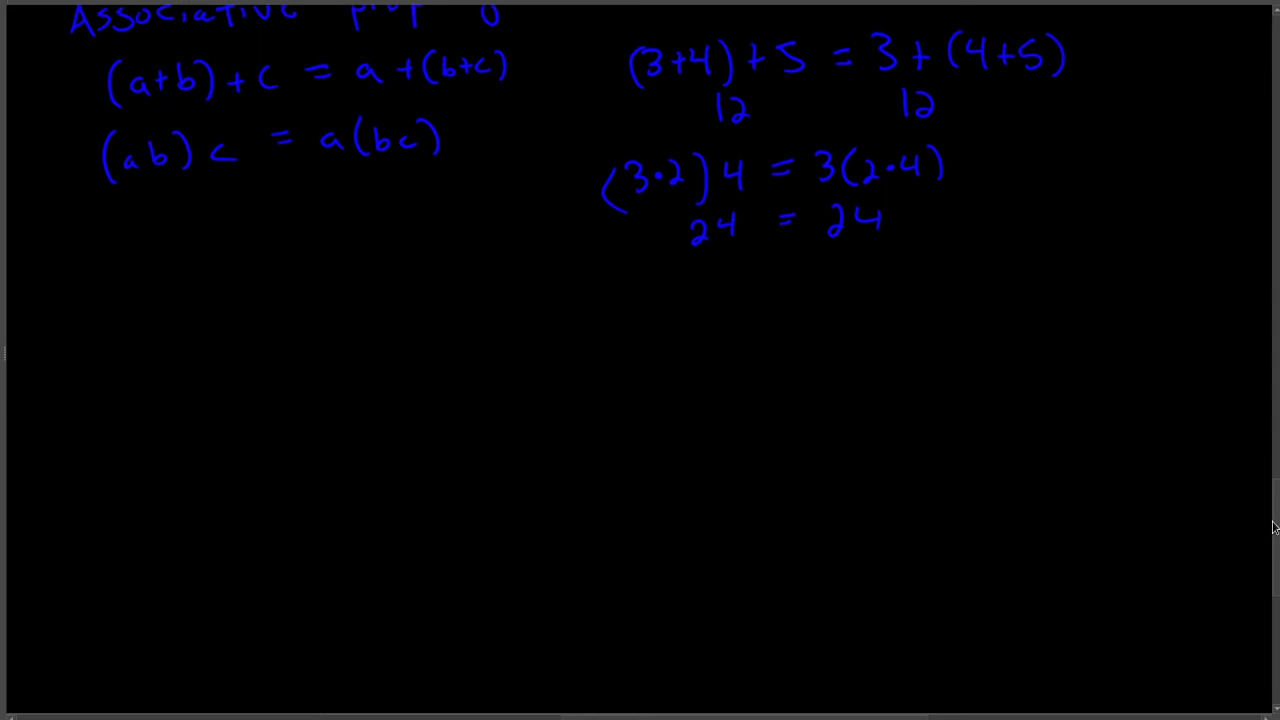 Associative prop
(a+b)+c = a+(b+c)
(ab)c = a(bc)
(3+4)+5 = 3+(4+5)
12 12
(3·2)4 = 3(2·4)
24 = 24